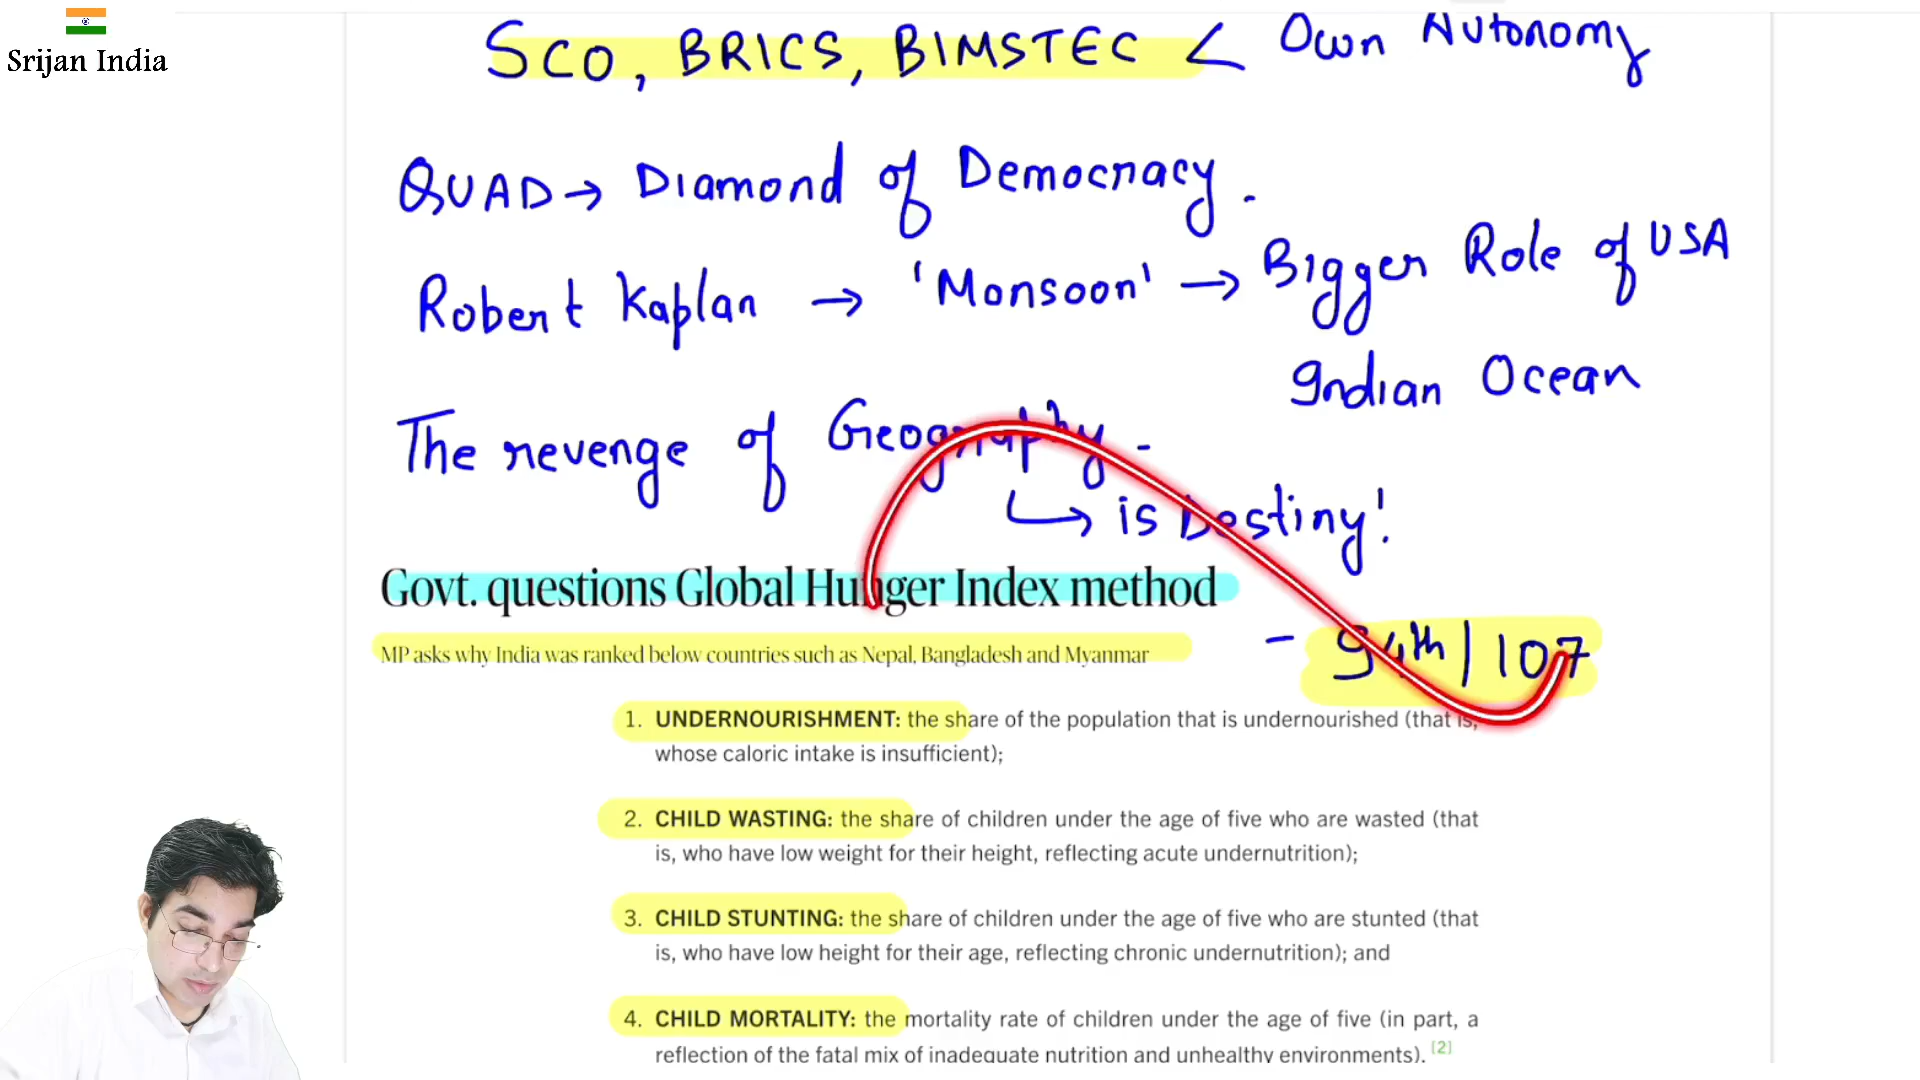 Srijan India
SCO, BRICS, BIMSTEC < Own Autonomy
QUAD → Diamond of Democracy.
Robert Kaplan → 'Monsoon' → Bigger Role of USA
Indian Ocean
The revenge of Geography -
↳ is Destiny!
Govt. questions Global Hunger Index method
MP asks why India was ranked below countries such as Nepal, Bangladesh and Myanmar
- 94th | 107
1. UNDERNOURISHMENT: the share of the population that is undernourished (that is,
whose caloric intake is insufficient);
2. CHILD WASTING: the share of children under the age of five who are wasted (that
is, who have low weight for their height, reflecting acute undernutrition);
3. CHILD STUNTING: the share of children under the age of five who are stunted (that
is, who have low height for their age, reflecting chronic undernutrition); and
4. CHILD MORTALITY: the mortality rate of children under the age of five (in part, a
reflection of the fatal mix of inadequate nutrition and unhealthy environments). [2]